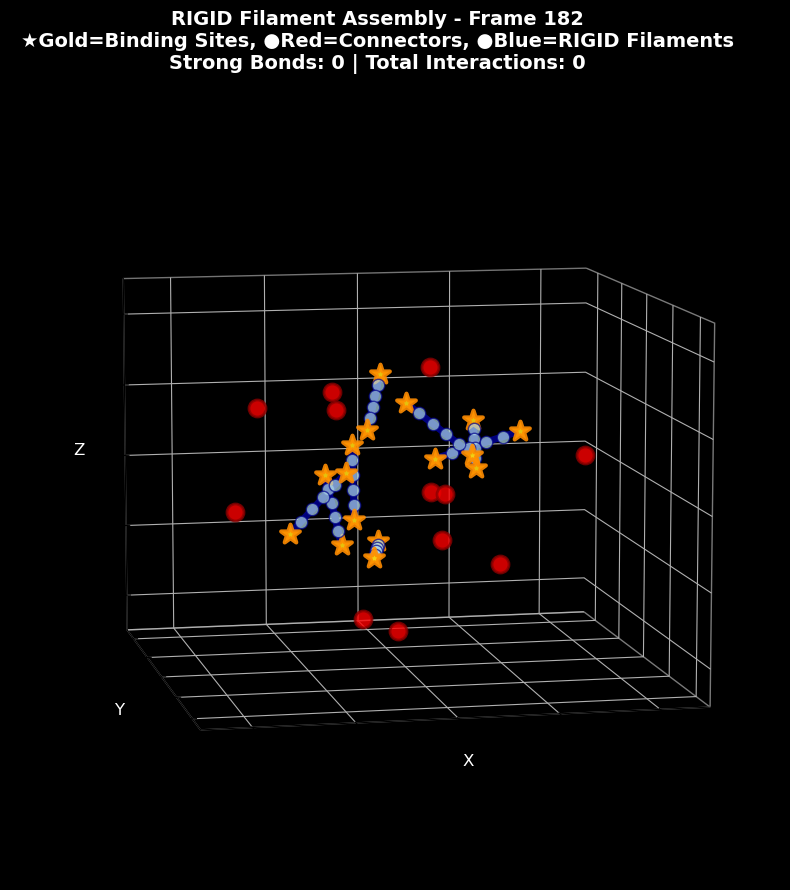 RIGID Filament Assembly - Frame 182
★Gold=Binding Sites, ●Red=Connectors, ●Blue=RIGID Filaments
Strong Bonds: 0 | Total Interactions: 0
Z
Y
X